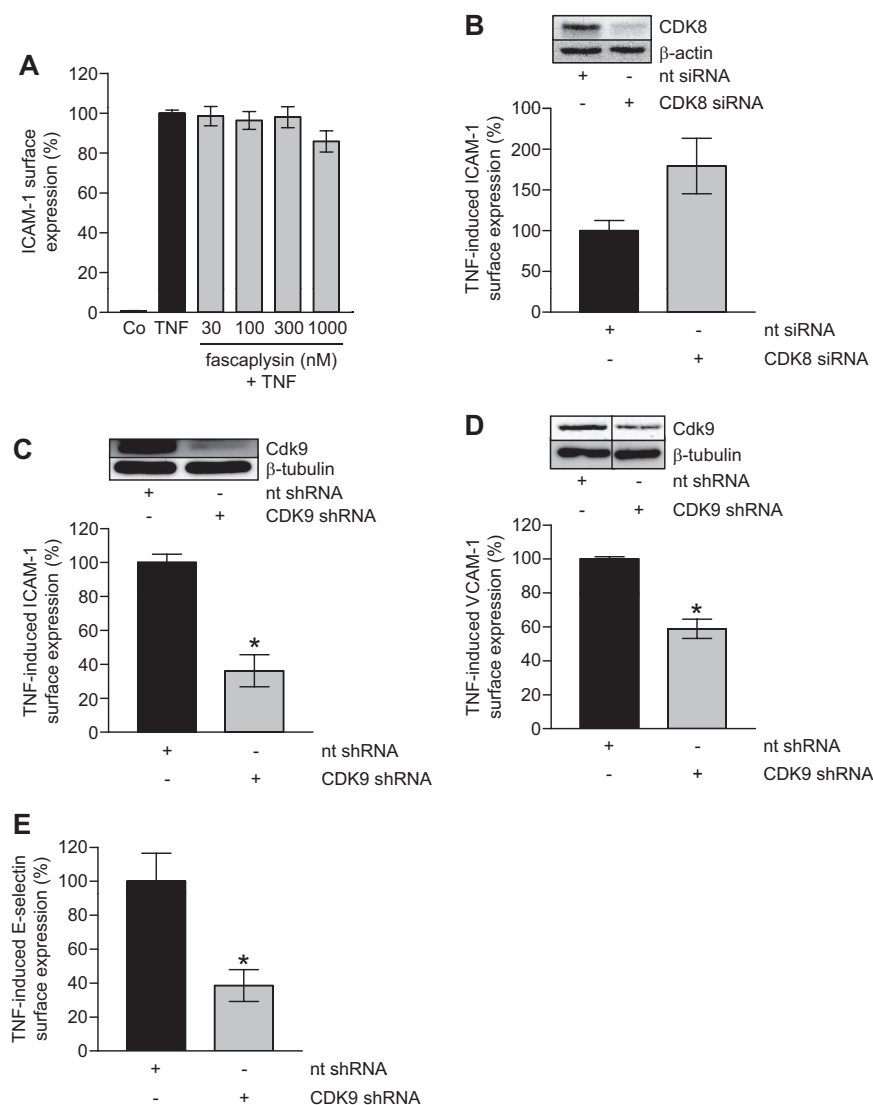 A
ICAM-1 surface
expression (%)
120
100
80
60
40
20
0
Co TNF 30 100 300 1000
fascaplysin (nM)
+ TNF
B
CDK8
β-actin
+ - nt siRNA
- + CDK8 siRNA
TNF-induced ICAM-1
surface expression (%)
200
200
150
100
50
0
+ - nt siRNA
- + CDK8 siRNA
C
Cdk9
β-tubulin
+ - nt shRNA
- + CDK9 shRNA
TNF-induced ICAM-1
surface expression (%)
120
100
80
60
40
20
0
*
+ - nt shRNA
- + CDK9 shRNA
D
Cdk9
β-tubulin
+ - nt shRNA
- + CDK9 shRNA
TNF-induced VCAM-1
surface expression (%)
120
100
80
60
40
20
0
*
+ - nt shRNA
- + CDK9 shRNA
E
TNF-induced E-selectin
surface expression (%)
120
100
80
60
40
20
0
*
+ - nt shRNA
- + CDK9 shRNA